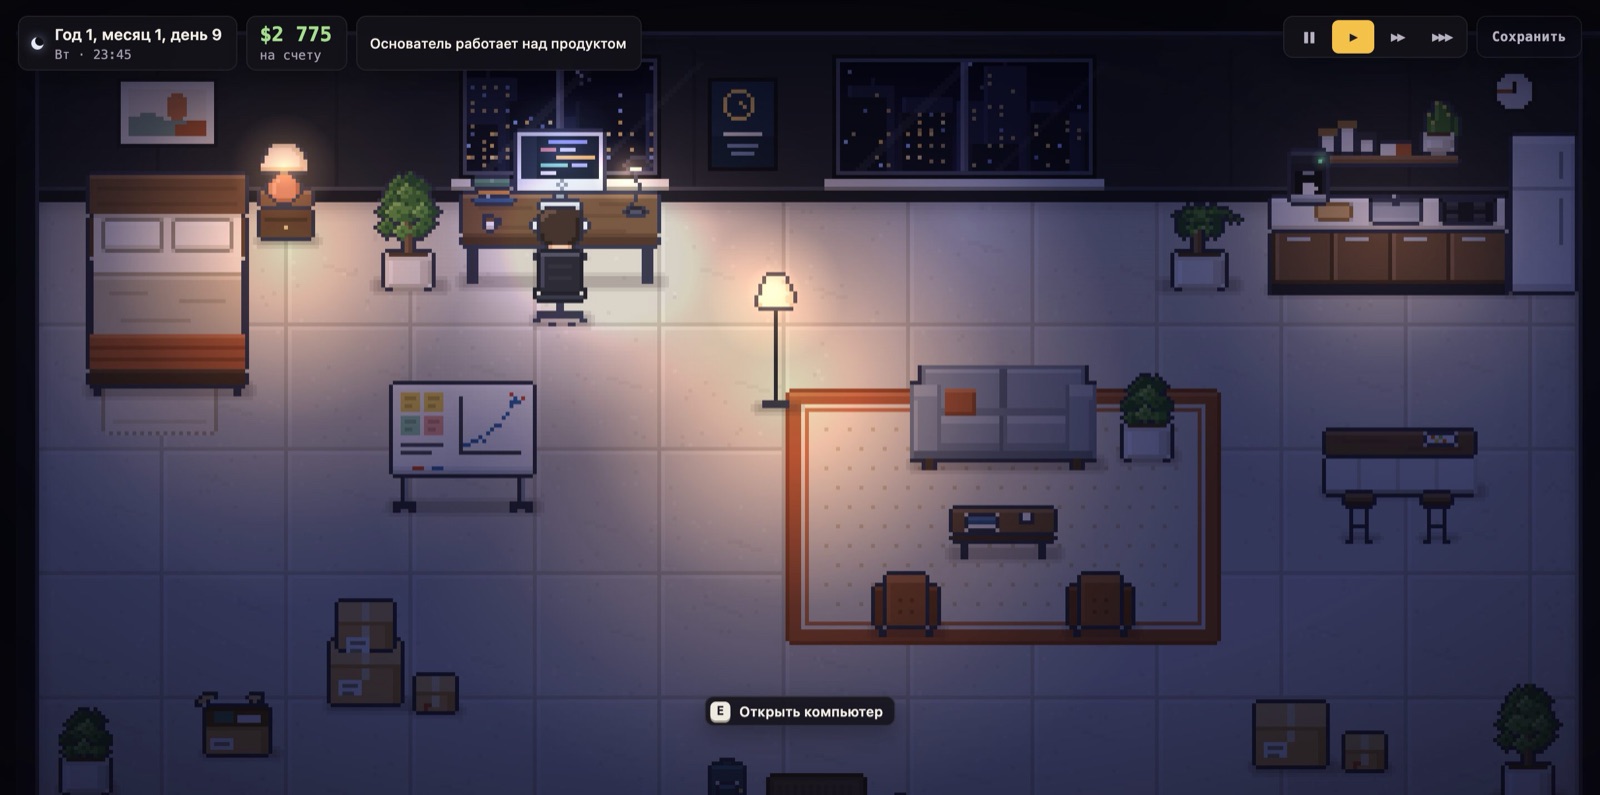 Год 1, месяц 1, день 9
Вт · 23:45
$2 775
на счету
Основатель работает над продуктом
Сохранить
E Открыть компьютер